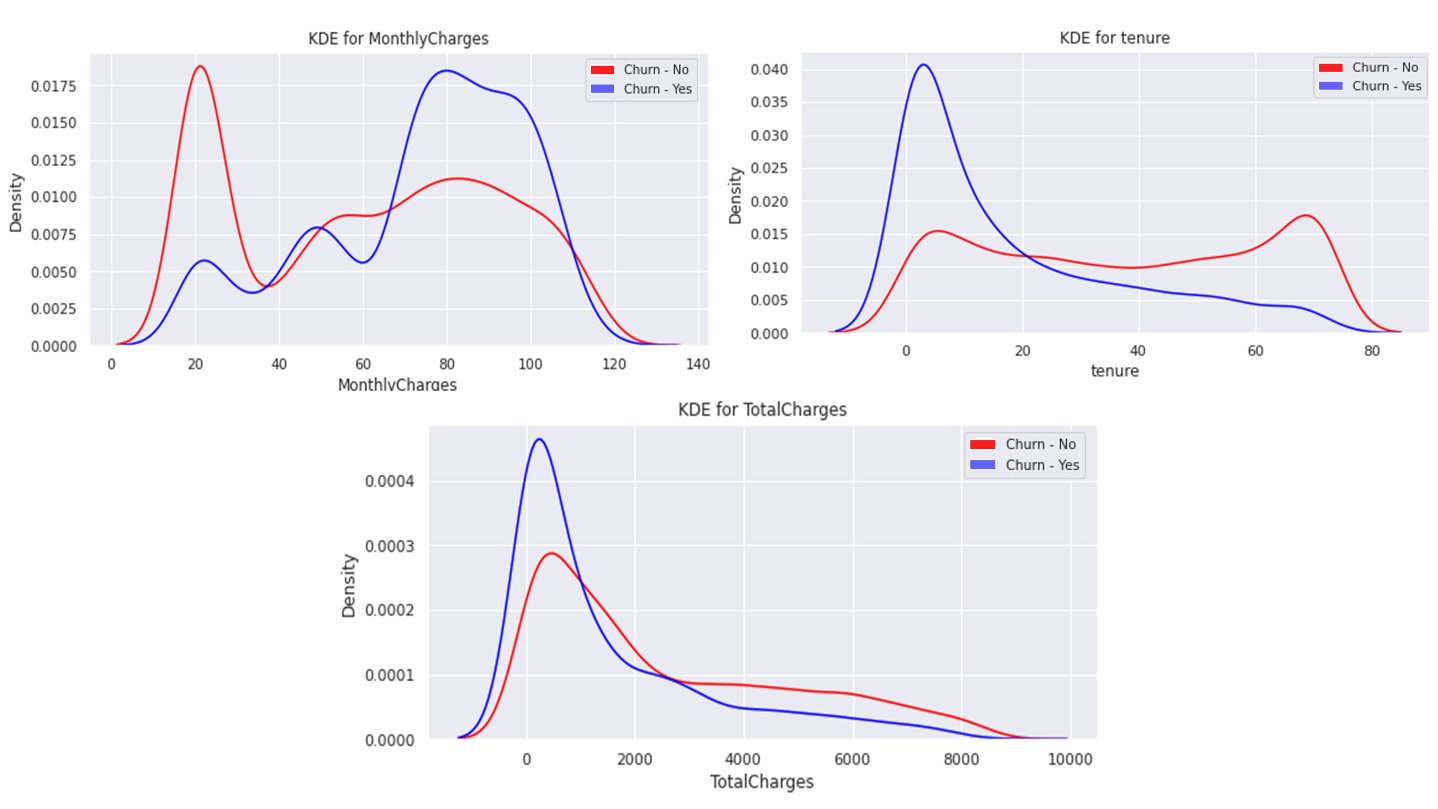 KDE for MonthlyCharges
Churn - No
Churn - Yes
Density
0.0175
0.0150
0.0125
0.0100
0.0075
0.0050
0.0025
0.0000
0 20 40 60 80 100 120 140
MonthlyCharges
KDE for tenure
Churn - No
Churn - Yes
Density
0.040
0.035
0.030
0.025
0.020
0.015
0.010
0.005
0.000
0 20 40 60 80
tenure
KDE for TotalCharges
Churn - No
Churn - Yes
Density
0.0004
0.0003
0.0002
0.0001
0.0000
0 2000 4000 6000 8000 10000
TotalCharges